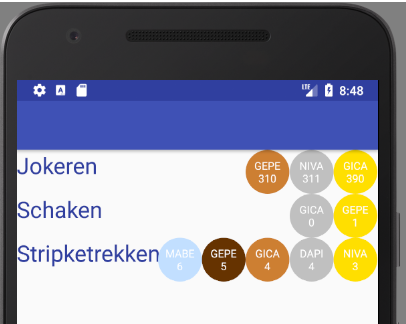 LTE 8:48
Jokeren GEPE 310 NIVA 311 GICA 390
Schaken GICA 0 GEPE 1
Stripketrekken MABE 6 GEPE 5 GICA 4 DAPI 4 NIVA 3